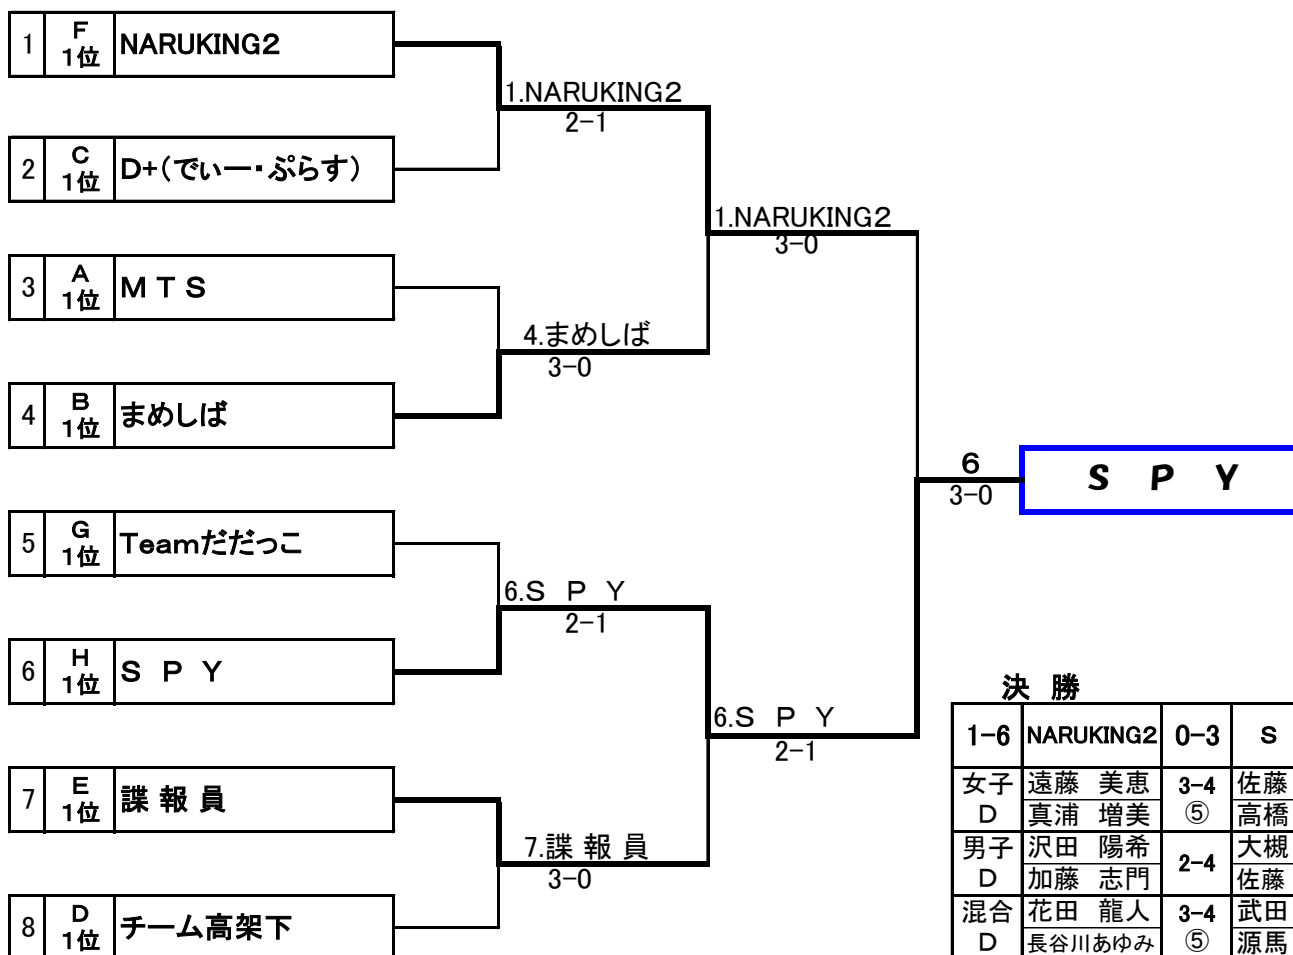 1 F 1位 NARUKING2
1.NARUKING2
2-1
2 C 1位 D+(でぃー・ぷらす)
1.NARUKING2
3-0
3 A 1位 M T S
4.まめしば
3-0
4 B 1位 まめしば
6
3-0
S P Y
5 G 1位 Teamだだっこ
6.S P Y
2-1
6 H 1位 S P Y
6.S P Y
2-1
7 E 1位 諜 報 員
7.諜 報 員
3-0
8 D 1位 チーム高架下
決 勝
1-6 NARUKING2 0-3 S
女子 遠藤 美恵 3-4 佐藤
D 真浦 増美 ⑤ 高橋
男子 沢田 陽希 2-4 大槻
D 加藤 志門 佐藤
混合 花田 龍人 3-4 武田
D 長谷川あゆみ ⑤ 源馬